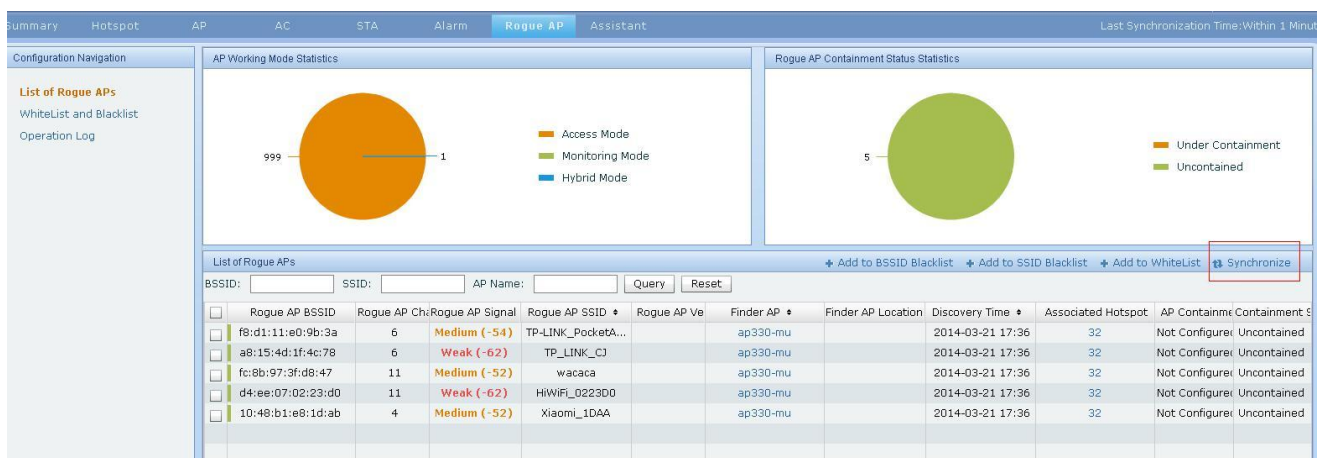 Summary Hotspot AP AC STA Alarm Rogue AP Assistant Last Synchronization Time:Within 1 Minut
Configuration Navigation
List of Rogue APs
WhiteList and Blacklist
Operation Log
AP Working Mode Statistics
999
1
Access Mode
Monitoring Mode
Hybrid Mode
Rogue AP Containment Status Statistics
5
Under Containment
Uncontained
List of Rogue APs + Add to BSSID Blacklist + Add to SSID Blacklist + Add to WhiteList Synchronize
BSSID: SSID: AP Name: Query Reset
Rogue AP BSSID Rogue AP Cha Rogue AP Signal Rogue AP SSID Rogue AP Ve Finder AP Finder AP Location Discovery Time Associated Hotspot AP Containme Containment S
f8:d1:11:e0:9b:3a 6 Medium (-54) TP-LINK_PocketA... ap330-mu 2014-03-21 17:36 32 Not Configured Uncontained
a8:15:4d:1f:4c:78 6 Weak (-62) TP_LINK_CJ ap330-mu 2014-03-21 17:36 32 Not Configured Uncontained
fc:8b:97:3f:d8:47 11 Medium (-52) wacaca ap330-mu 2014-03-21 17:36 32 Not Configured Uncontained
d4:ee:07:02:23:d0 11 Weak (-62) HiWiFi_0223D0 ap330-mu 2014-03-21 17:36 32 Not Configured Uncontained
10:48:b1:e8:1d:ab 4 Medium (-52) Xiaomi_1DAA ap330-mu 2014-03-21 17:36 32 Not Configured Uncontained